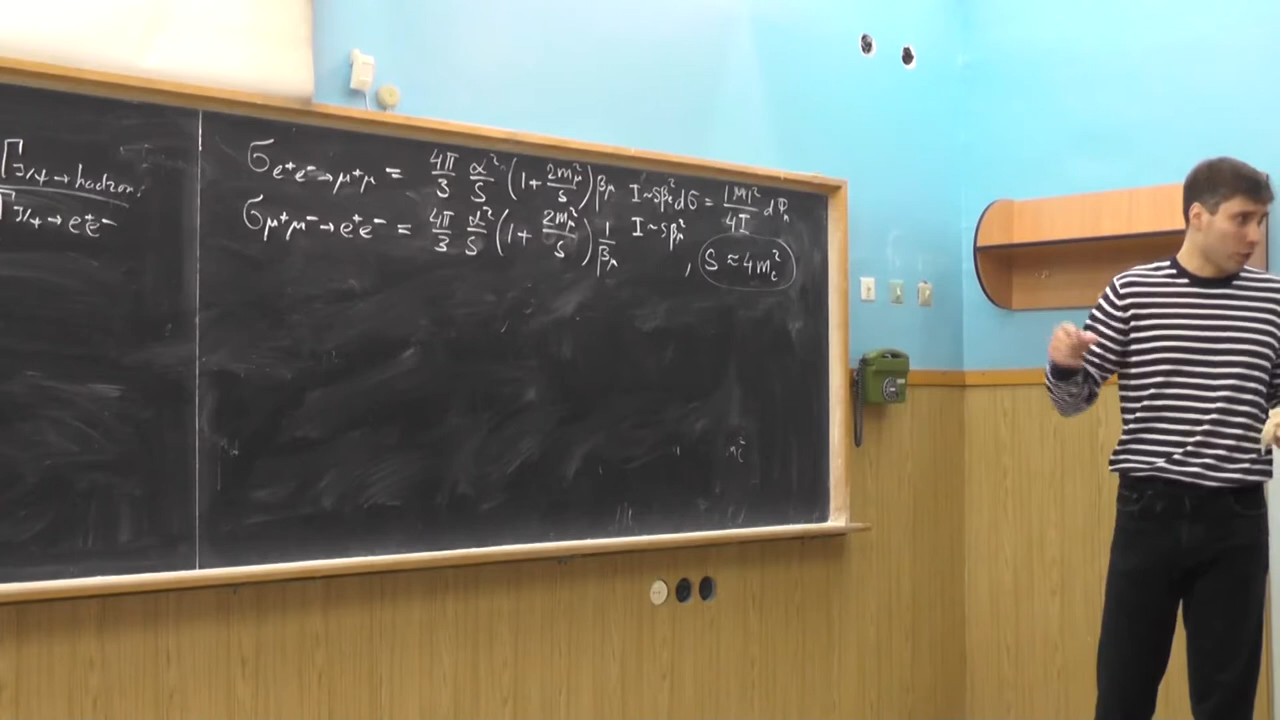 Γ J/ψ → hadrons
Γ J/ψ → e⁺e⁻
σ e⁺e⁻→μ⁺μ = 4π/3 α²/s (1 + 2m_μ²/s) β_μ I ~ sβ_e² dσ = |M|²/4I dΦ_n
σ μ⁺μ⁻→e⁺e⁻ = 4π/3 α²/s (1 + 2m_μ²/s) 1/β_μ I ~ sβ_μ²
, s ≈ 4m_c²